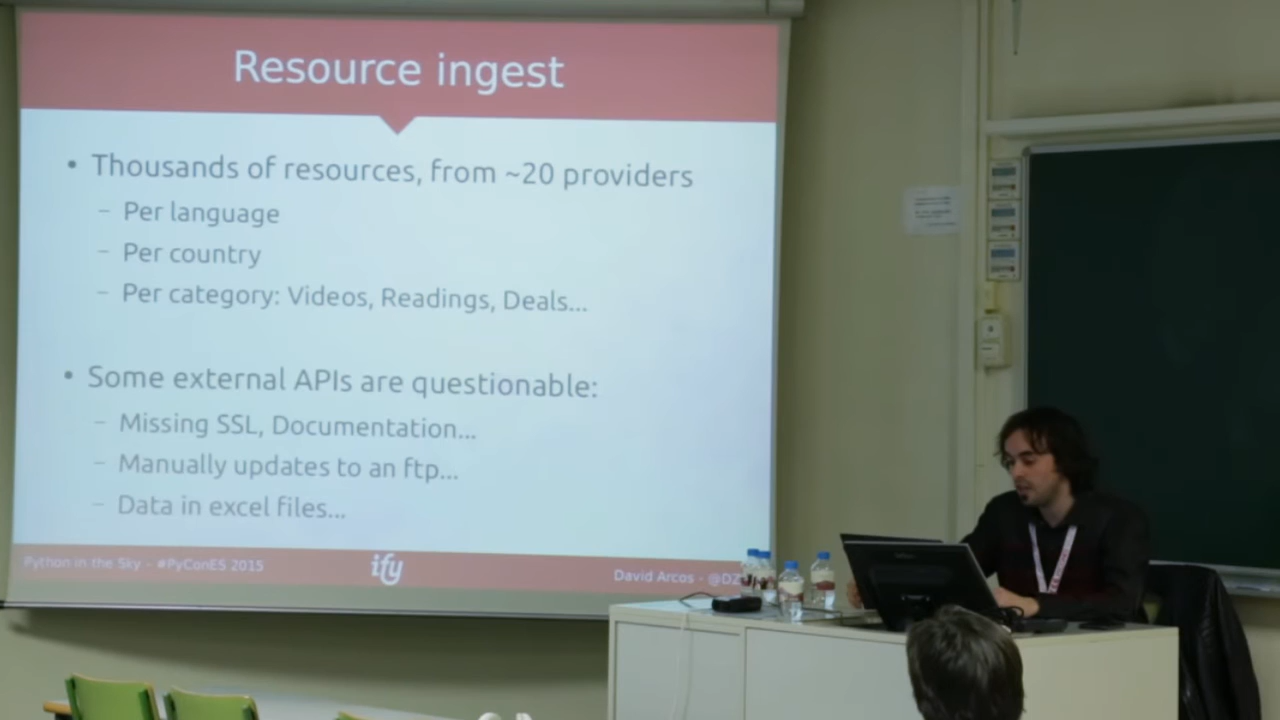 Resource ingest
• Thousands of resources, from ~20 providers
– Per language
– Per country
– Per category: Videos, Readings, Deals...
• Some external APIs are questionable:
– Missing SSL, Documentation...
– Manually updates to an ftp...
– Data in excel files...
Python in the Sky - #PyConES 2015
ify
David Arcos - @DZ